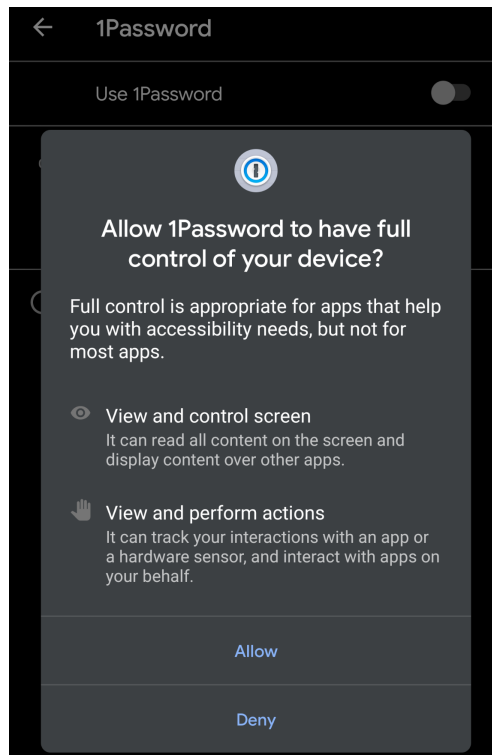 1Password
Use 1Password
Allow 1Password to have full
control of your device?
Full control is appropriate for apps that help
you with accessibility needs, but not for
most apps.
View and control screen
It can read all content on the screen and
display content over other apps.
View and perform actions
It can track your interactions with an app or
a hardware sensor, and interact with apps on
your behalf.
Allow
Deny